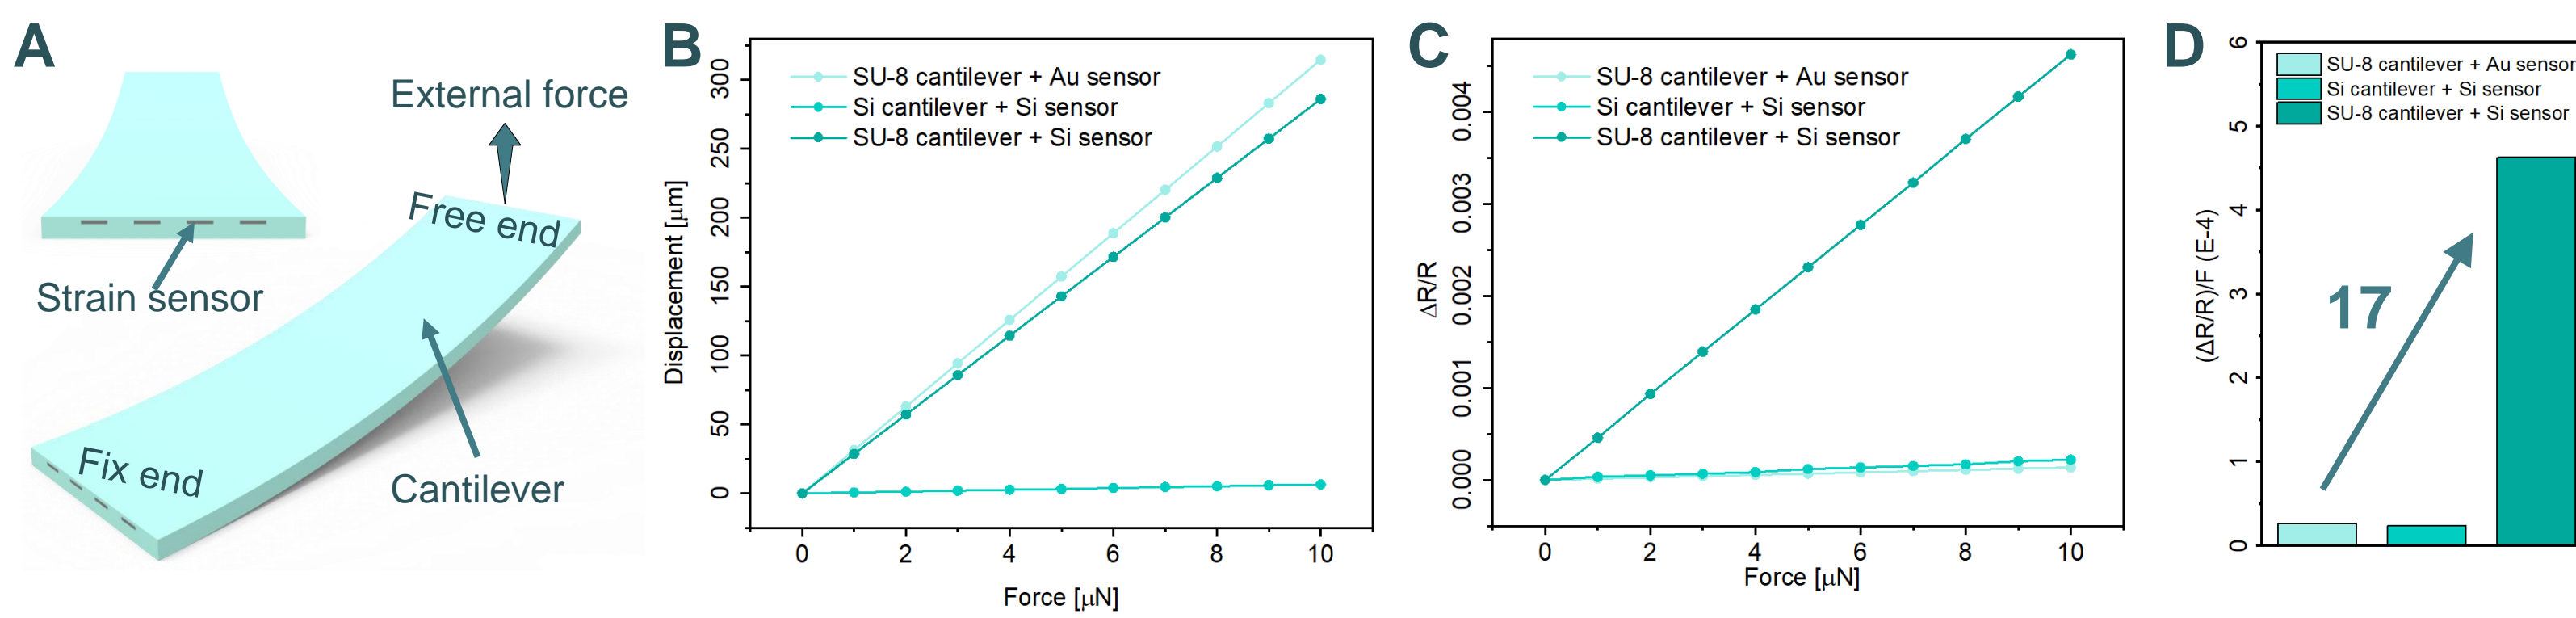 A
External force
Free end
Strain sensor
Fix end
Cantilever
B
SU-8 cantilever + Au sensor
Si cantilever + Si sensor
SU-8 cantilever + Si sensor
Displacement [μm]
300
250
200
150
100
50
0
0 2 4 6 8 10
Force [μN]
C
SU-8 cantilever + Au sensor
Si cantilever + Si sensor
SU-8 cantilever + Si sensor
ΔR/R
0.004
0.003
0.002
0.001
0.000
0 2 4 6 8 10
Force [μN]
D
SU-8 cantilever + Au sensor
Si cantilever + Si sensor
SU-8 cantilever + Si sensor
(ΔR/R)/F (E-4)
6
5
4
3
2
1
0
17